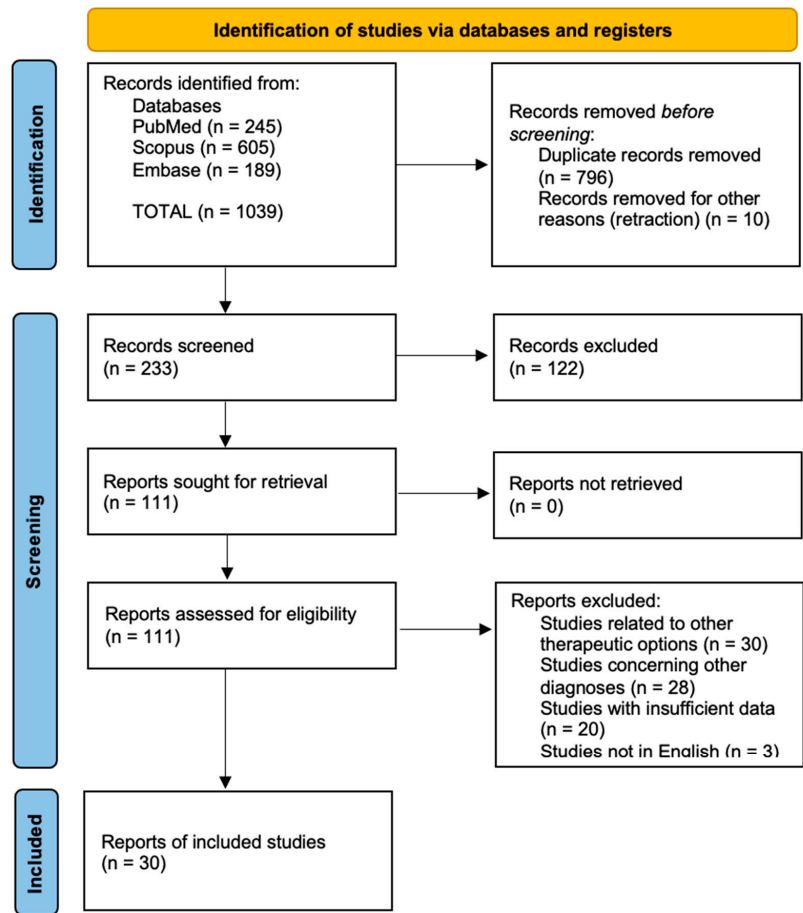 Identification of studies via databases and registers
Identification
Records identified from:
Databases
PubMed (n = 245)
Scopus (n = 605)
Embase (n = 189)
TOTAL (n = 1039)
Records removed before
screening:
Duplicate records removed
(n = 796)
Records removed for other
reasons (retraction) (n = 10)
Screening
Records screened
(n = 233)
Records excluded
(n = 122)
Reports sought for retrieval
(n = 111)
Reports not retrieved
(n = 0)
Reports assessed for eligibility
(n = 111)
Reports excluded:
Studies related to other
therapeutic options (n = 30)
Studies concerning other
diagnoses (n = 28)
Studies with insufficient data
(n = 20)
Studies not in English (n = 3)
Included
Reports of included studies
(n = 30)